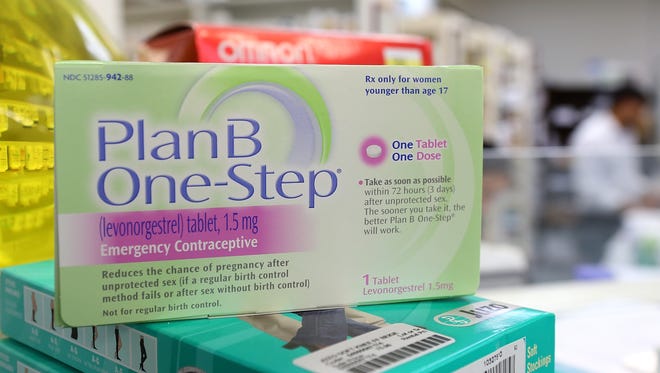 OMRON
NDC 51285-942-88
Rx only for women
younger than age 17
Plan B
One-Step®
One Tablet
One Dose
(levonorgestrel) tablet, 1.5 mg
Emergency Contraceptive
• Take as soon as possible
within 72 hours (3 days)
after unprotected sex.
The sooner you take it, the
better Plan B One-Step®
will work.
Reduces the chance of pregnancy after
unprotected sex (if a regular birth control
method fails or after sex without birth control)
Not for regular birth control.
1 Tablet
Levonorgestrel 1.5mg
Soft
Stockings